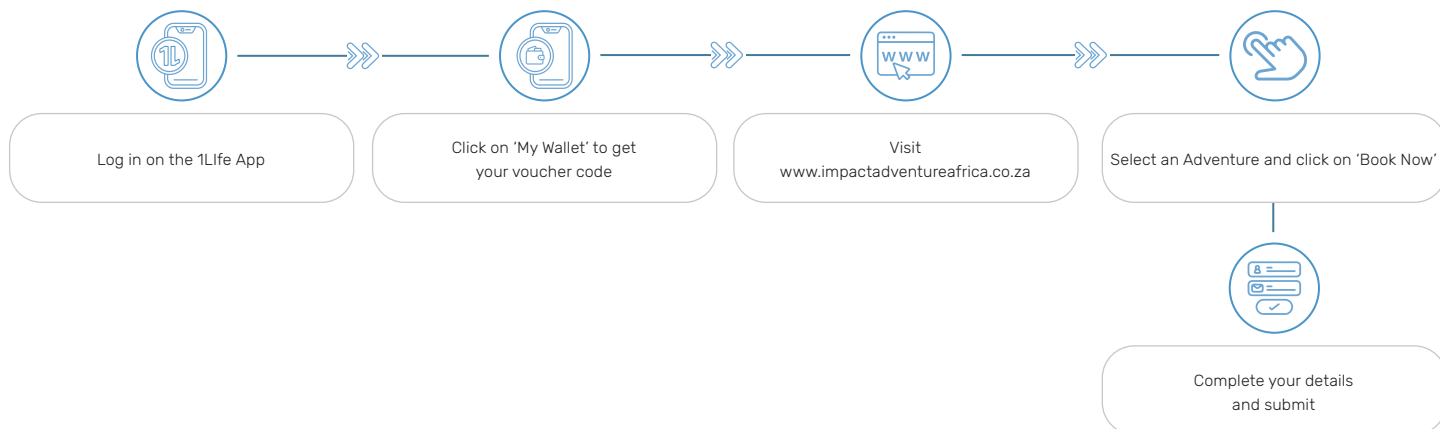 Log in on the 1LIfe App
Click on ‘My Wallet’ to get
your voucher code
WWW
Visit
www.impactadventureafrica.co.za
Select an Adventure and click on ‘Book Now’
Complete your details
and submit